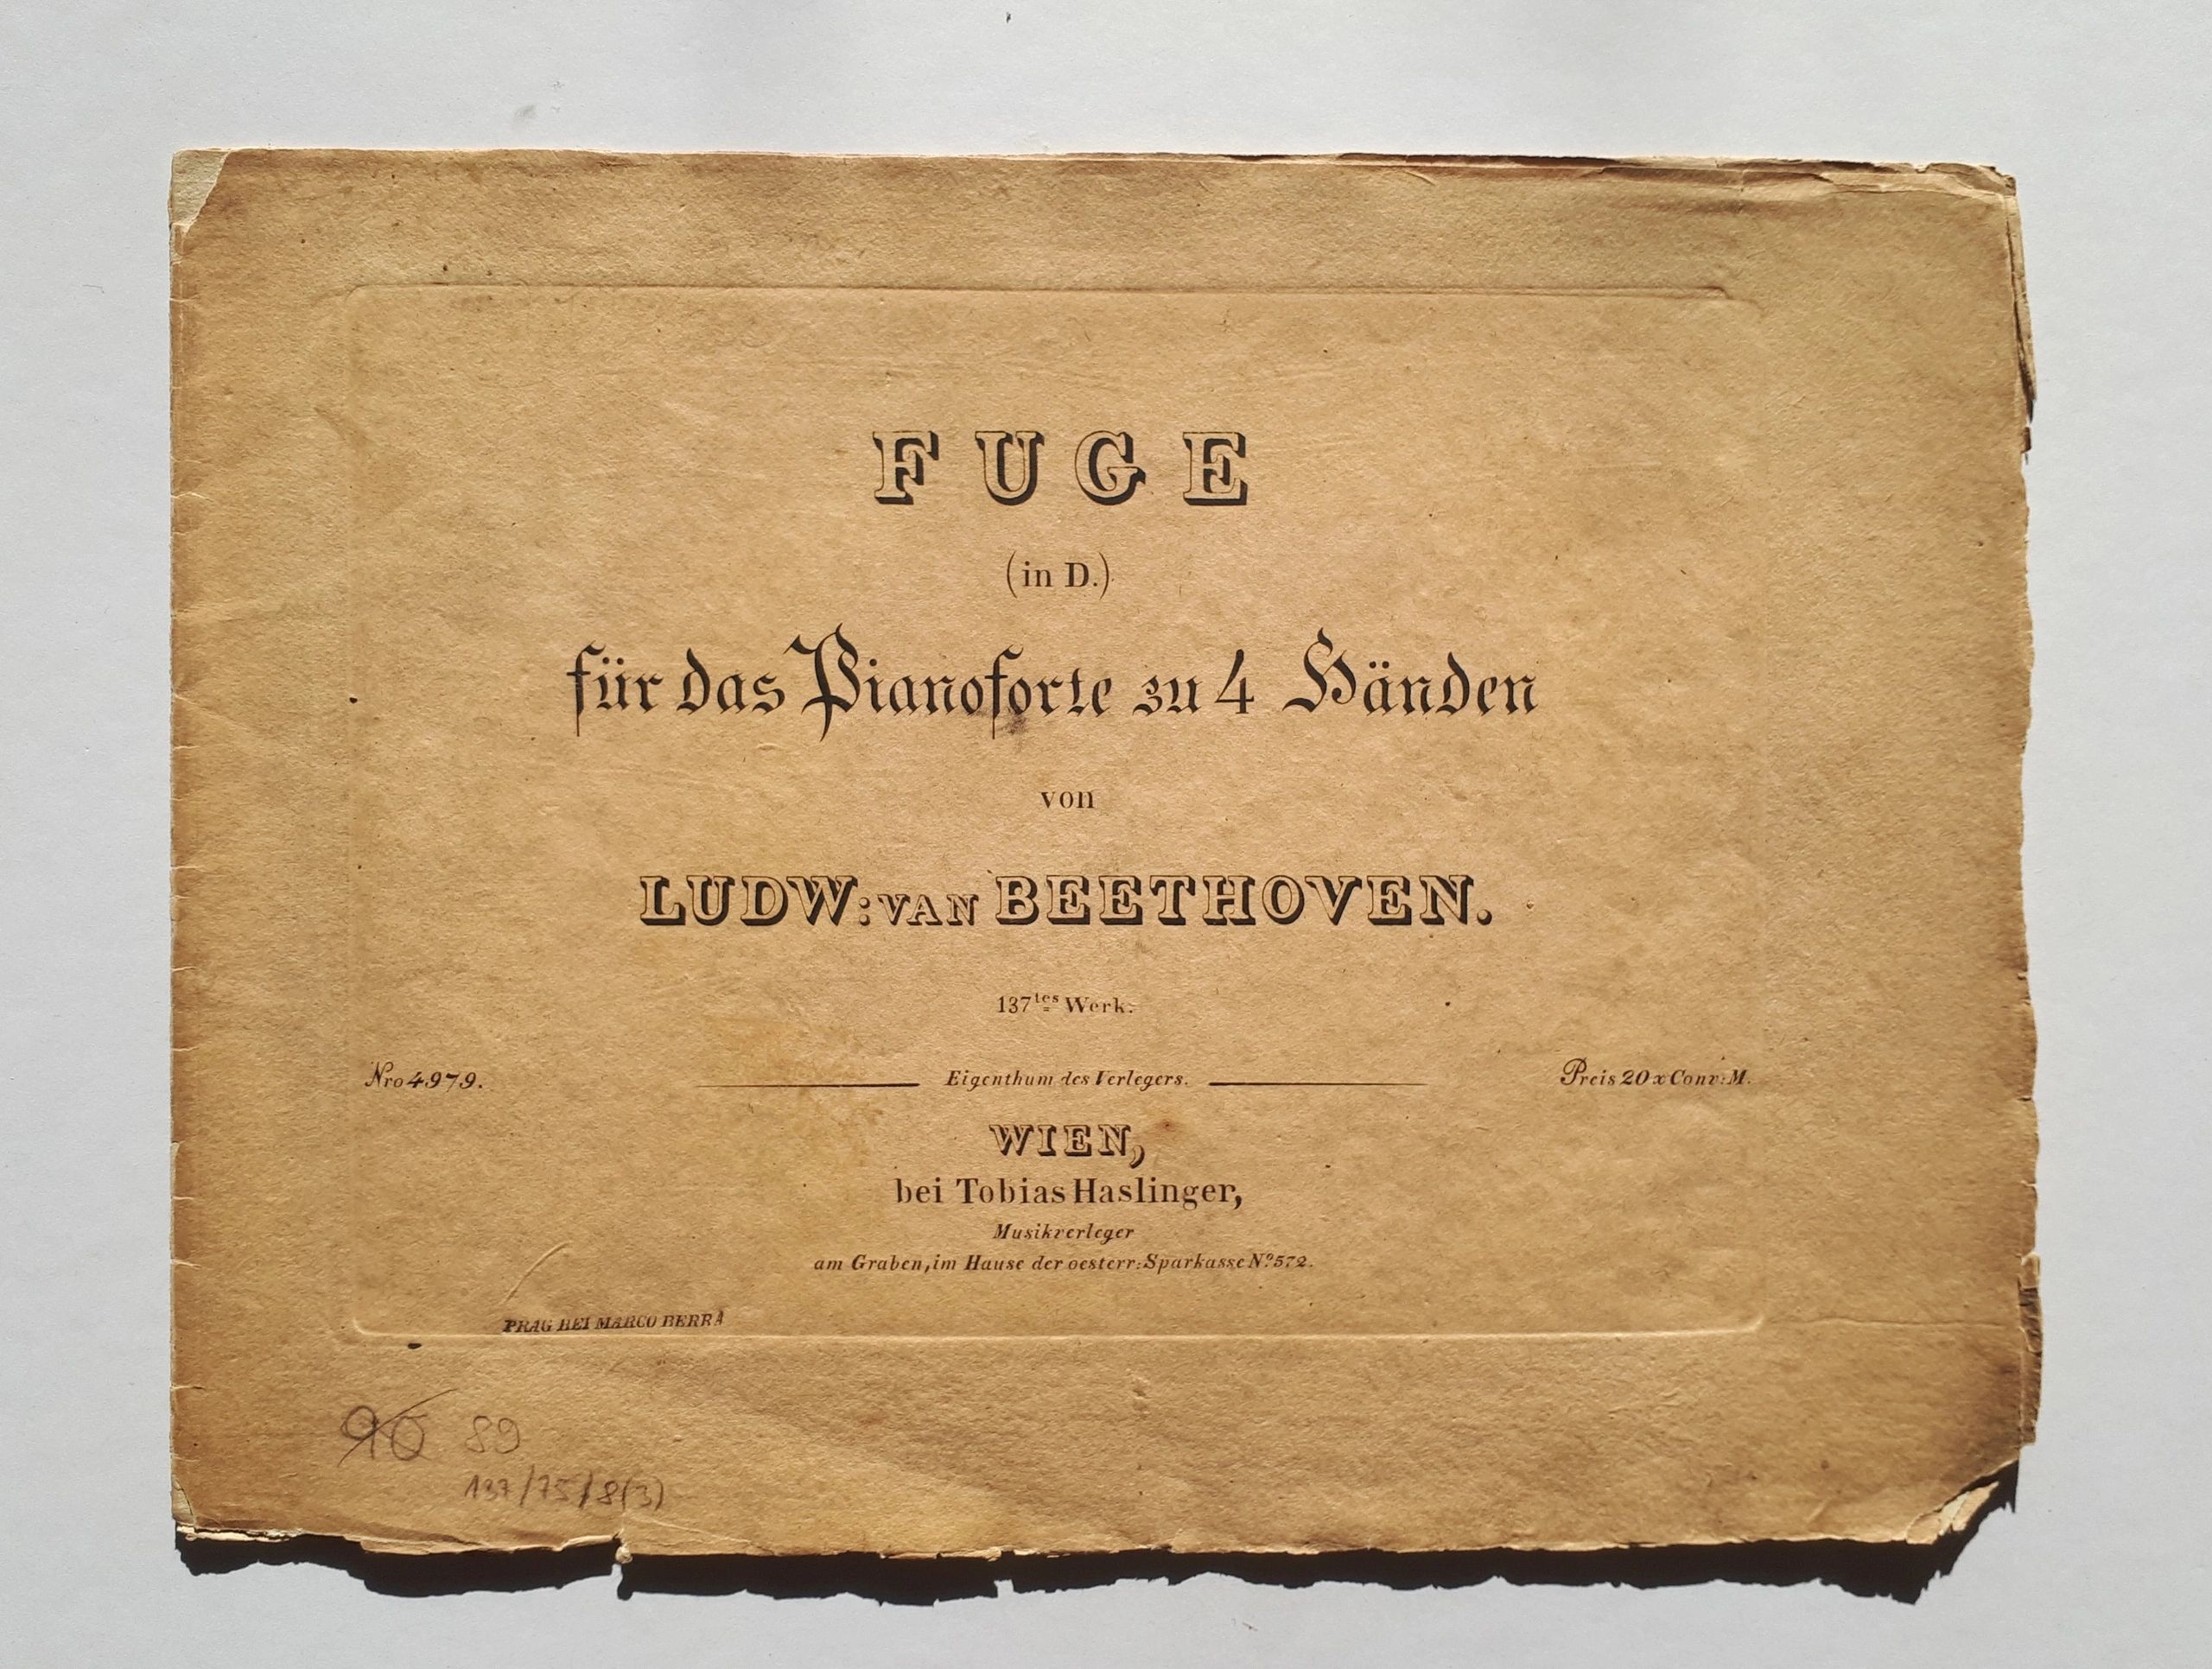 FUGE
(in D.)
für das Pianoforte zu 4 Händen
von
LUDW: VAN BEETHOVEN.
137tes Werk.
Nro 4979. Eigenthum des Verlegers. Preis 20 x Conv: M.
WIEN,
bei Tobias Haslinger,
Musikverleger
am Graben, im Hause der oesterr: Sparkasse No 572.
PRAG BEI MARCO BERRA
90 89
137/75/8(3)